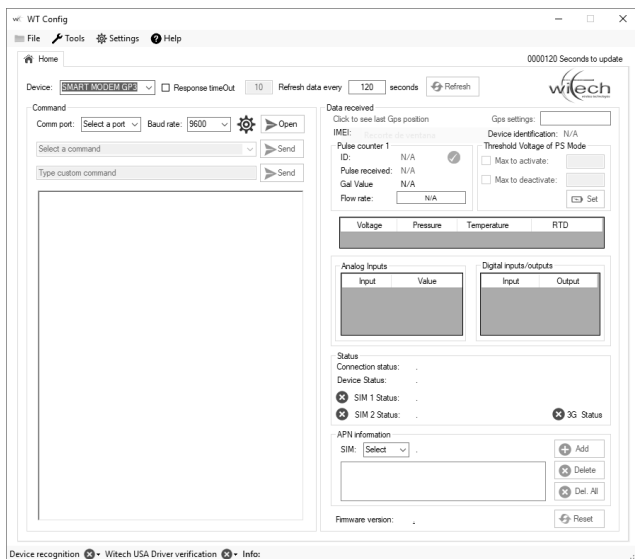 WT Config
File Tools Settings Help
Home 0000120 Seconds to update
Device: SMART MODEM GP3 Response timeOut 10 Refresh data every 120 seconds Refresh
witech
Command
Comm port: Select a port Baud rate: 9600 Open
Select a command Send
Type custom command Send
Data received
Click to see last Gps position Gps settings:
IMEI: Device identification: N/A
Pulse counter 1
ID: N/A
Pulse received: N/A
Gal Value N/A
Flow rate: N/A
Threshold Voltage of PS Mode
Max to activate:
Max to deactivate:
Set
Voltage Pressure Temperature RTD
Analog Inputs
Input Value
Digital inputs/outputs
Input Output
Status
Connection status: .
Device Status: .
SIM 1 Status: .
SIM 2 Status: . 3G Status
APN information
SIM: Select . Add
Delete
Del. All
Firmware version: . Reset
Device recognition Witech USA Driver verification Info: